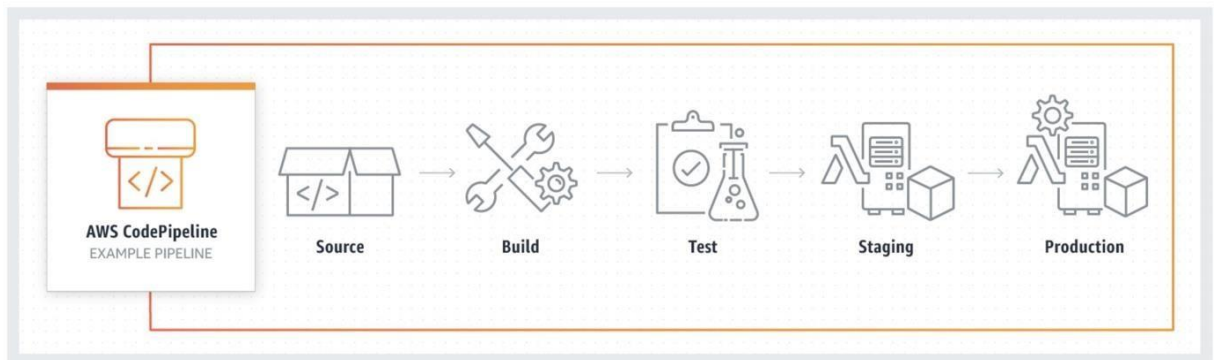 </>
AWS CodePipeline
EXAMPLE PIPELINE
</>
Source
Build
Test
Staging
Production